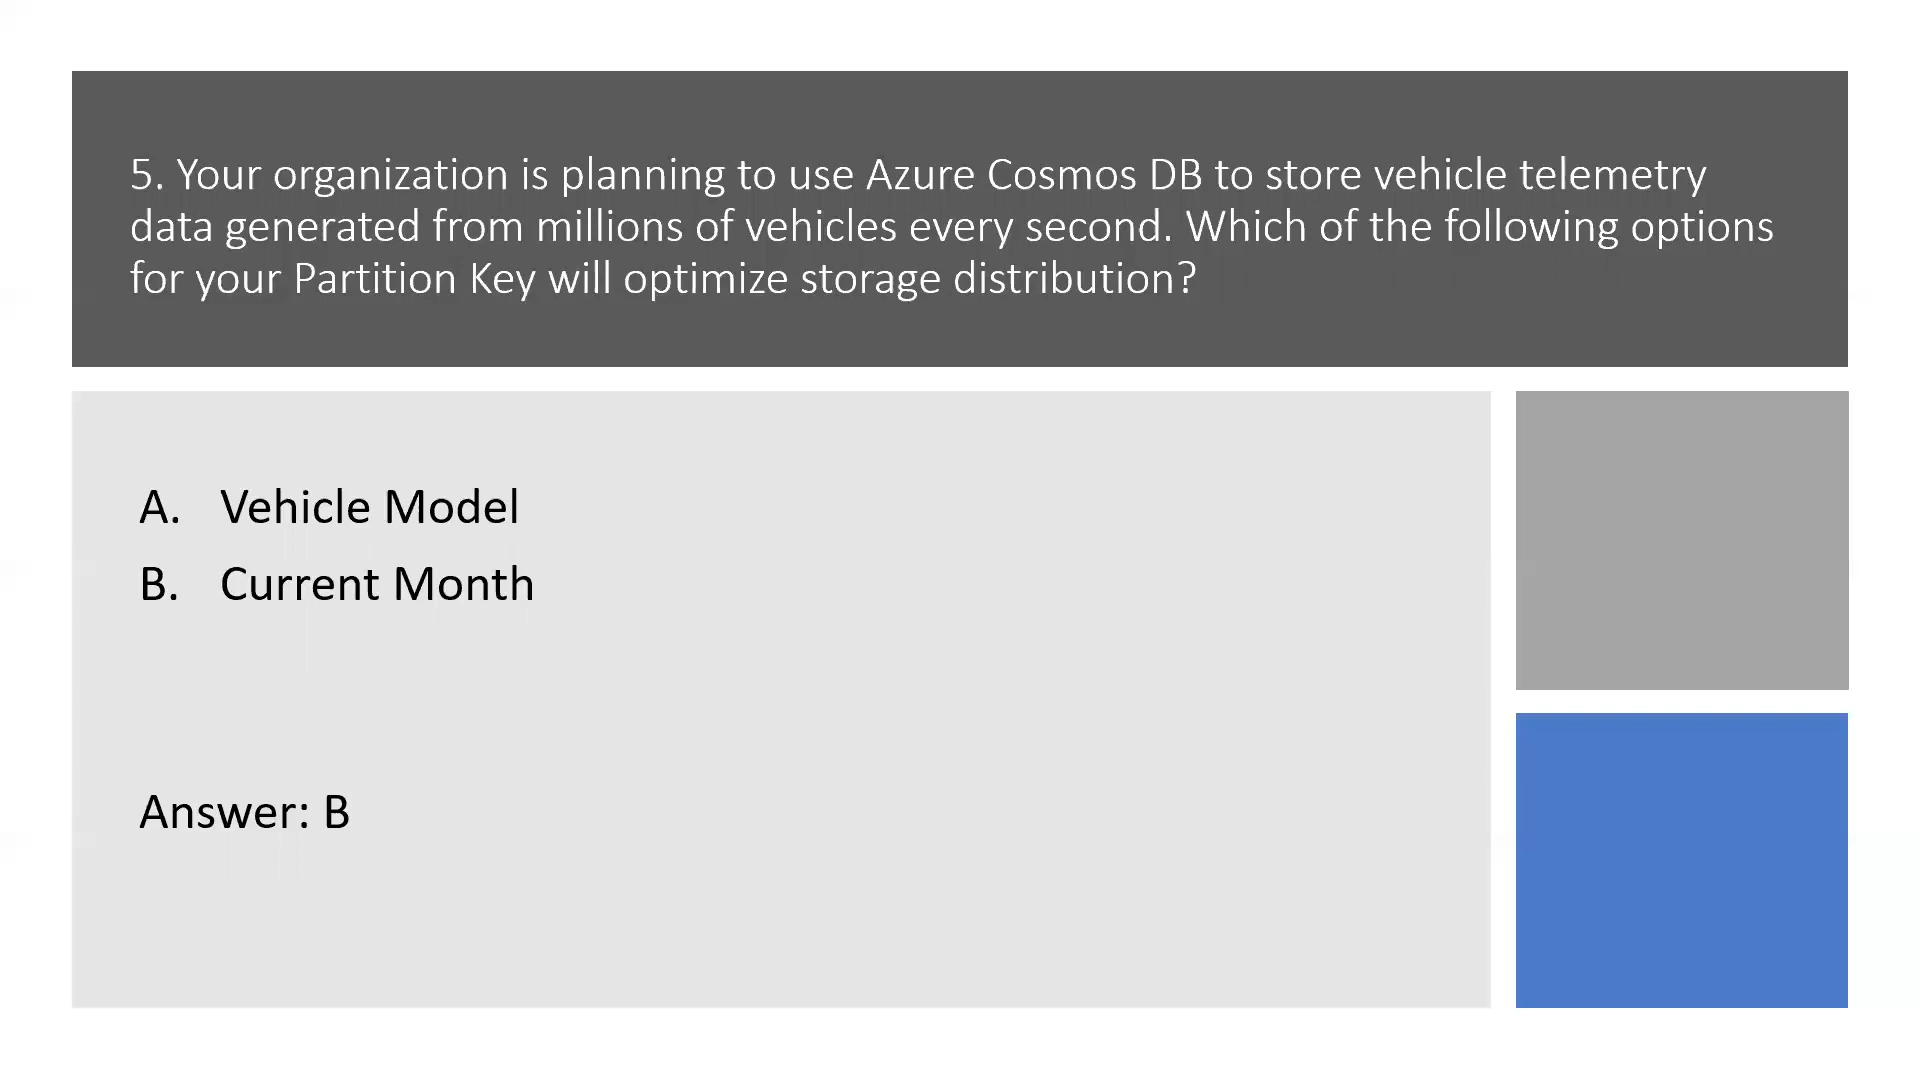 5. Your organization is planning to use Azure Cosmos DB to store vehicle telemetry
data generated from millions of vehicles every second. Which of the following options
for your Partition Key will optimize storage distribution?
A. Vehicle Model
B. Current Month
Answer: B